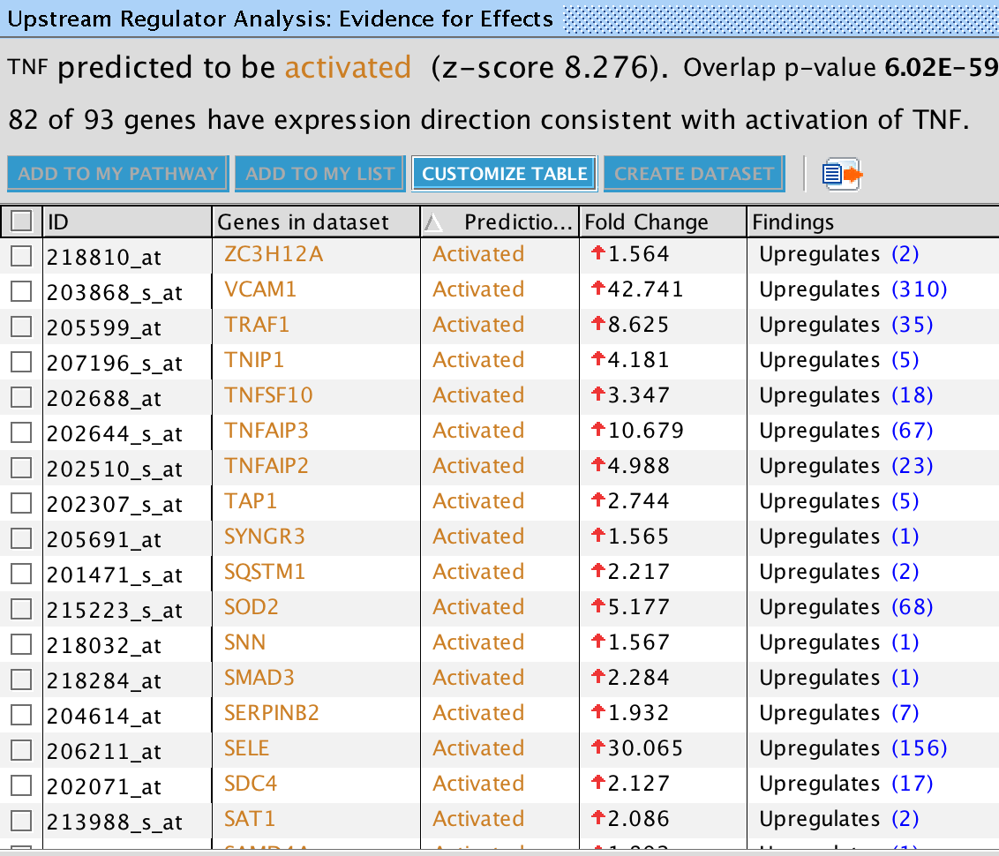 Upstream Regulator Analysis: Evidence for Effects
TNF predicted to be activated (z-score 8.276). Overlap p-value 6.02E-59
82 of 93 genes have expression direction consistent with activation of TNF.
ADD TO MY PATHWAY ADD TO MY LIST CUSTOMIZE TABLE CREATE DATASET
ID Genes in dataset Predictio... Fold Change Findings
218810_at ZC3H12A Activated 1.564 Upregulates (2)
203868_s_at VCAM1 Activated 42.741 Upregulates (310)
205599_at TRAF1 Activated 8.625 Upregulates (35)
207196_s_at TNIP1 Activated 4.181 Upregulates (5)
202688_at TNFSF10 Activated 3.347 Upregulates (18)
202644_s_at TNFAIP3 Activated 10.679 Upregulates (67)
202510_s_at TNFAIP2 Activated 4.988 Upregulates (23)
202307_s_at TAP1 Activated 2.744 Upregulates (5)
205691_at SYNGR3 Activated 1.565 Upregulates (1)
201471_s_at SQSTM1 Activated 2.217 Upregulates (2)
215223_s_at SOD2 Activated 5.177 Upregulates (68)
218032_at SNN Activated 1.567 Upregulates (1)
218284_at SMAD3 Activated 2.284 Upregulates (1)
204614_at SERPINB2 Activated 1.932 Upregulates (7)
206211_at SELE Activated 30.065 Upregulates (156)
202071_at SDC4 Activated 2.127 Upregulates (17)
213988_s_at SAT1 Activated 2.086 Upregulates (2)